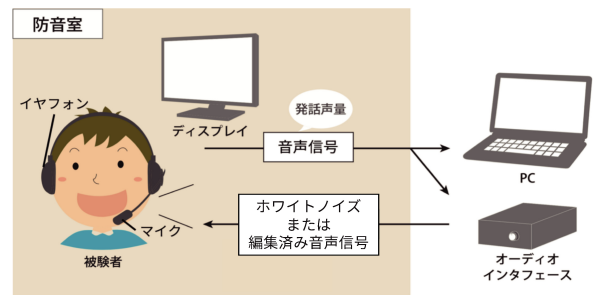 防音室
イヤフォン
ディスプレイ
発話声量
音声信号
PC
マイク
被験者
ホワイトノイズ
または
編集済み音声信号
オーディオ
インタフェース